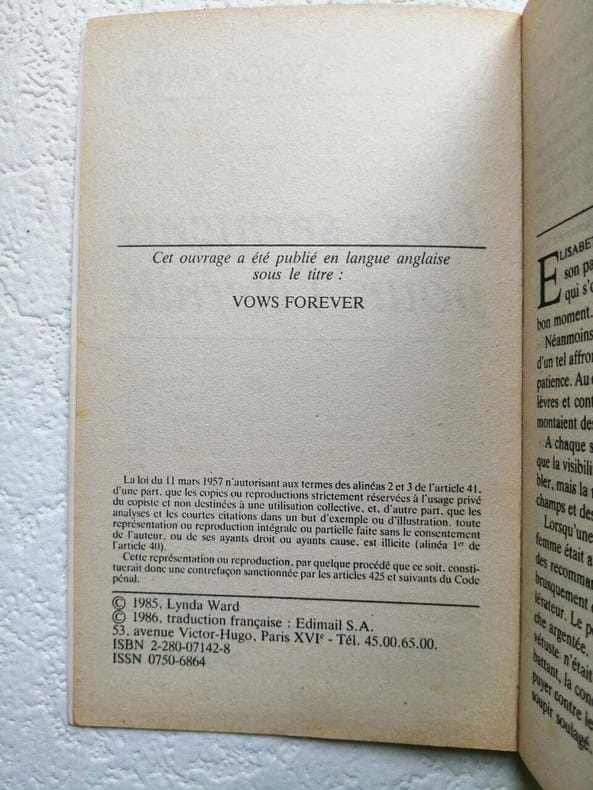 Cet ouvrage a été publié en langue anglaise
sous le titre :
VOWS FOREVER
La loi du 11 mars 1957 n'autorisant aux termes des alinéas 2 et 3 de l'article 41,
d'une part, que les copies ou reproductions strictement réservées à l'usage privé
du copiste et non destinées à une utilisation collective, et, d'autre part, que les
analyses et les courtes citations dans un but d'exemple ou d'illustration, toute
représentation ou reproduction intégrale ou partielle faite sans le consentement
de l'auteur, ou de ses ayants droit ou ayants cause, est illicite (alinéa 1er de
l'article 40).
Cette représentation ou reproduction, par quelque procédé que ce soit, consti-
tuerait donc une contrefaçon sanctionnée par les articles 425 et suivants du Code
pénal.
© 1985, Lynda Ward
© 1986, traduction française : Edimail S.A.
53, avenue Victor-Hugo, Paris XVIe - Tél. 45.00.65.00.
ISBN 2-280-07142-8
ISSN 0750-6864
ELISABET
son pa
qui s'
bon moment.
Néanmoins
d'un tel affro
patience. Au
lèvres et cont
montaient de
A chaque s
que la visibili
bler, mais la
champs et de
Lorsqu'une
femme était a
des recomma
brusquement
lérateur. Le p
che argentée.
vétuste n'était
battant, la con
puyer contre le
soupir soulagé